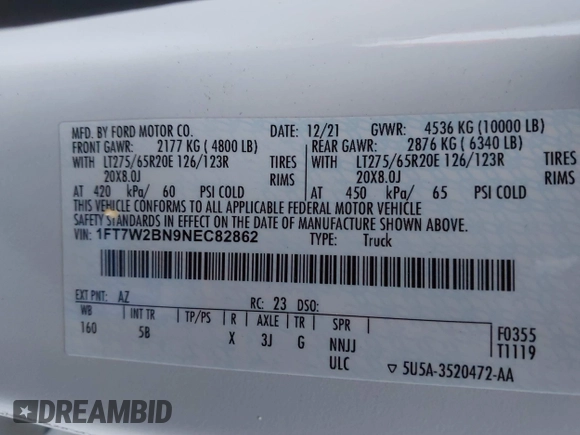 MFD. BY FORD MOTOR CO. DATE: 12/21 GVWR: 4536 KG (10000 LB)
FRONT GAWR: 2177 KG ( 4800 LB) REAR GAWR: 2876 KG ( 6340 LB)
WITH LT275/65R20E 126/123R TIRES WITH LT275/65R20E 126/123R TIRES
20X8.0J RIMS 20X8.0J RIMS
AT 420 kPa/ 60 PSI COLD AT 450 kPa/ 65 PSI COLD
THIS VEHICLE CONFORMS TO ALL APPLICABLE FEDERAL MOTOR VEHICLE
SAFETY STANDARDS IN EFFECT ON THE DATE OF MANUFACTURE SHOWN ABOVE.
VIN: 1FT7W2BN9NEC82862 TYPE: Truck
EXT PNT: AZ RC: 23 DSO:
WB INT TR TP/PS R AXLE TR SPR F0355
160 5B X 3J G NNJJ T1119
ULC ▽ 5U5A-3520472-AA
DREAMBID